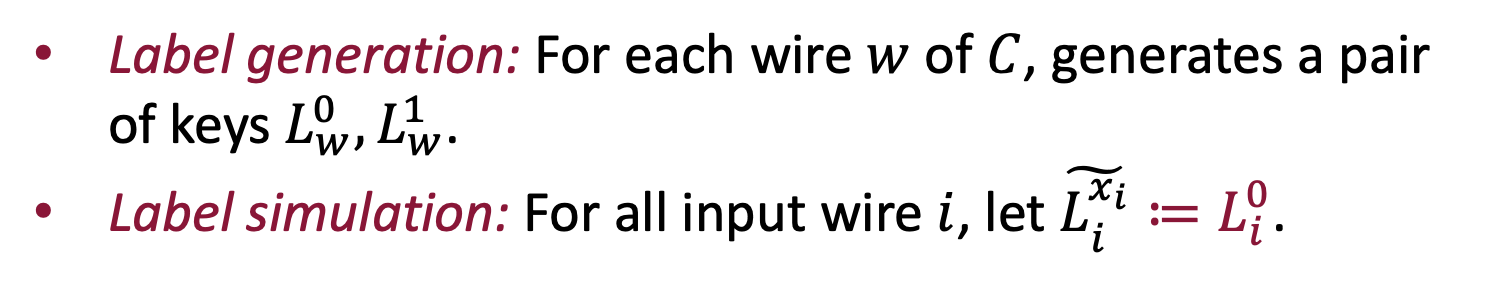 • Label generation: For each wire $w$ of $C$, generates a pair
of keys $L_w^0, L_w^1$.
• Label simulation: For all input wire $i$, let $\widetilde{L_i^{x_i}} := L_i^0$.